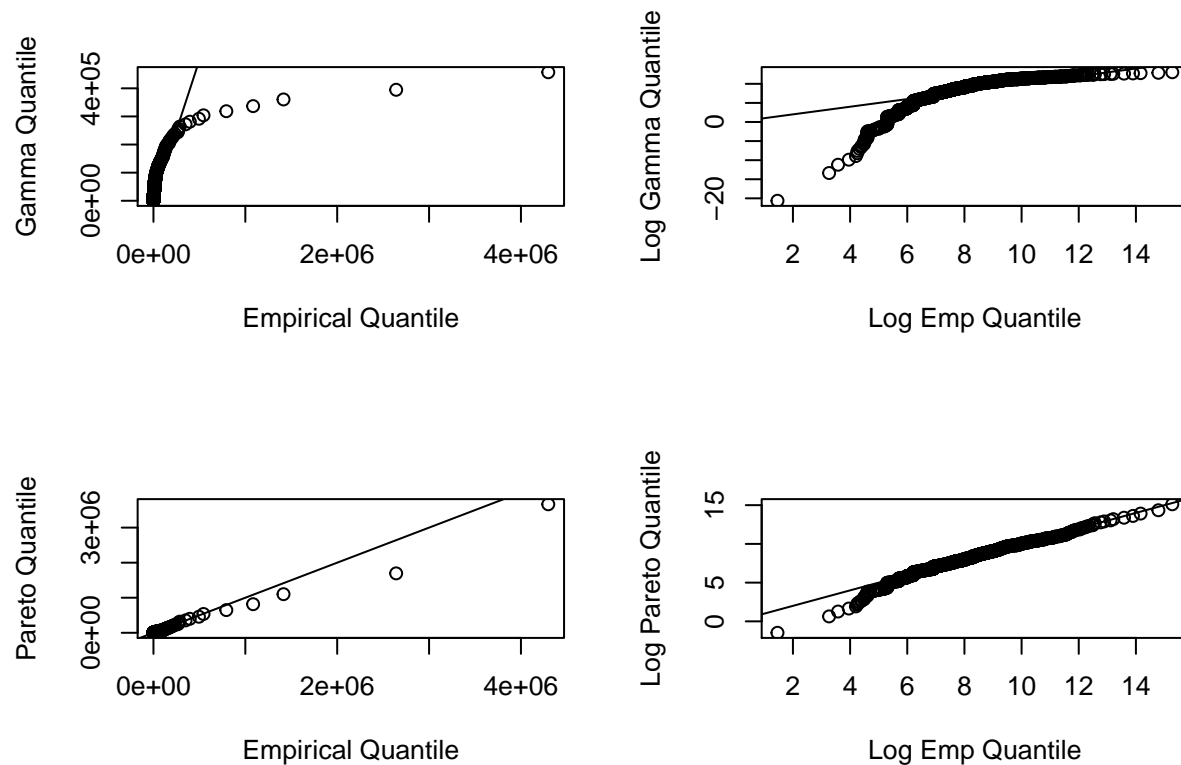 Gamma Quantile
0e+00 4e+05
0e+00 2e+06 4e+06
Empirical Quantile
Log Gamma Quantile
−20 0
2 4 6 8 10 12 14
Log Emp Quantile
Pareto Quantile
0e+00 3e+06
0e+00 2e+06 4e+06
Empirical Quantile
Log Pareto Quantile
0 5 15
2 4 6 8 10 12 14
Log Emp Quantile